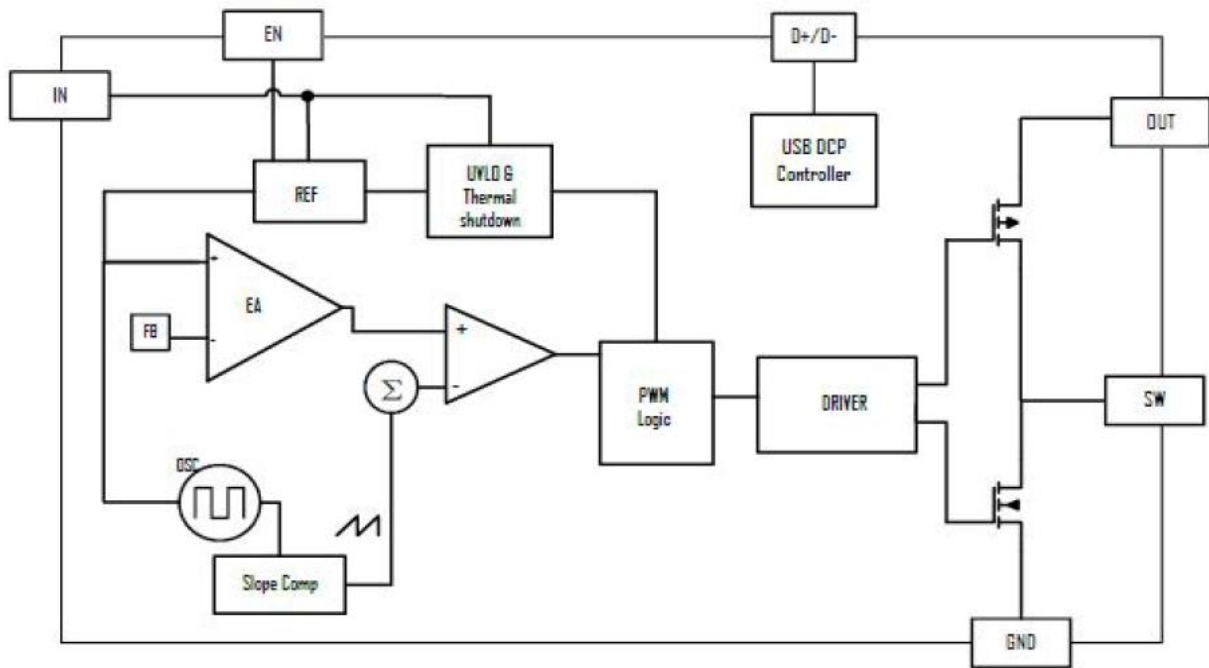 EN
D+/D-
IN
OUT
USB DCP
Controller
UVLO &
Thermal
shutdown
REF
+
EA
FB
-
+
-
Σ
PWM
Logic
DRIVER
SW
OSC
Slope Comp
GND